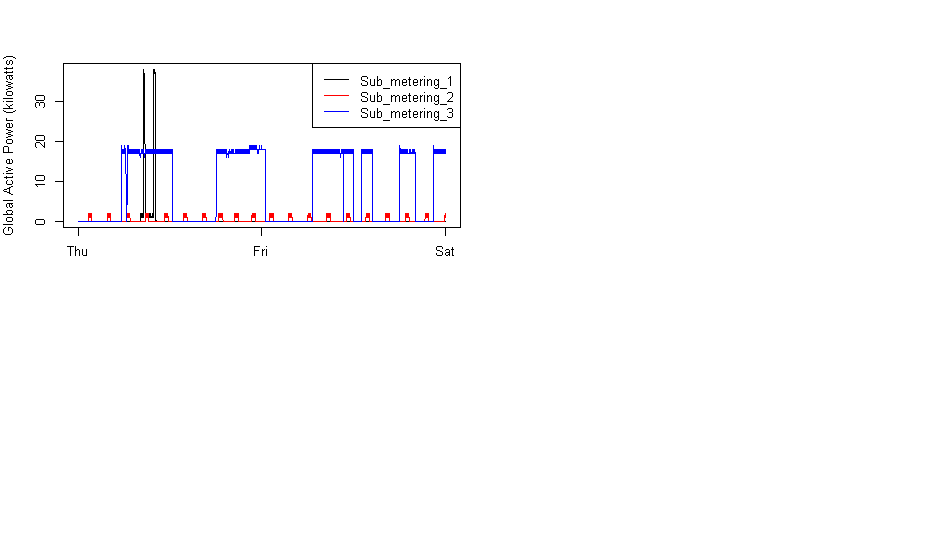 Global Active Power (kilowatts)
30
20
10
0
Sub_metering_1
Sub_metering_2
Sub_metering_3
Thu
Fri
Sat